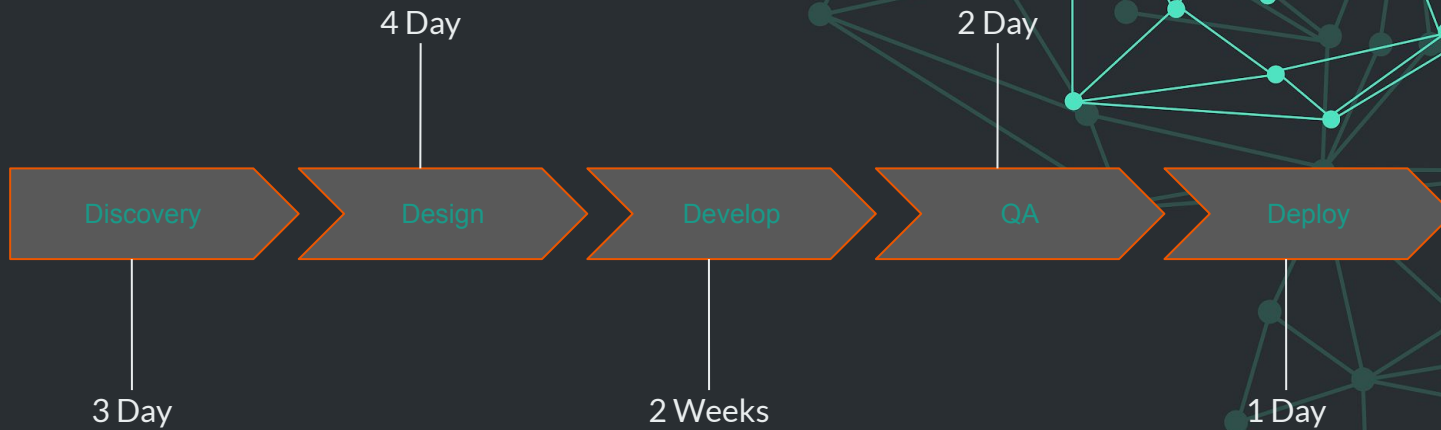 4 Day
2 Day
Discovery
Design
Develop
QA
Deploy
3 Day
2 Weeks
1 Day